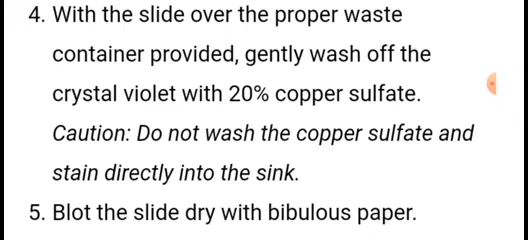 4. With the slide over the proper waste
container provided, gently wash off the
crystal violet with 20% copper sulfate.
Caution: Do not wash the copper sulfate and
stain directly into the sink.
5. Blot the slide dry with bibulous paper.